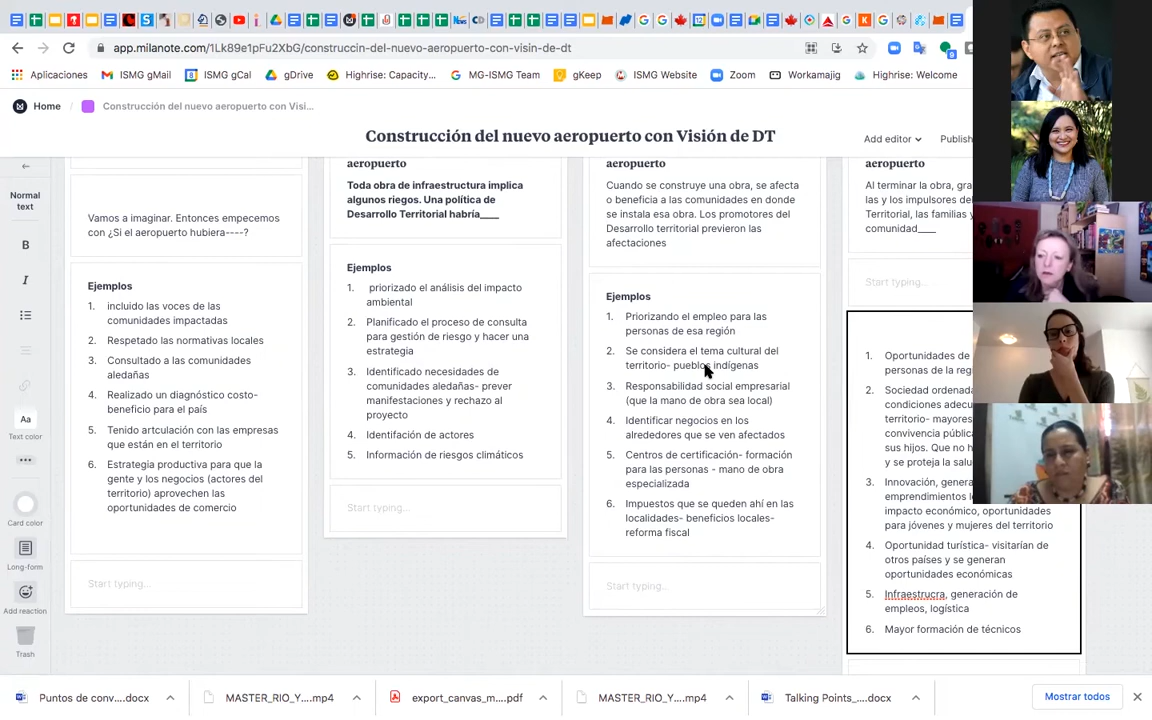 app.milanote.com/1Lk89e1pFu2XbG/construccin-del-nuevo-aeropuerto-con-visin-de-dt
Aplicaciones
ISMG gMail
ISMG gCal
gDrive
Highrise: Capacity...
MG-ISMG Team
gKeep
ISMG Website
Zoom
Workamajig
Highrise: Welcome
Home
Construcción del nuevo aeropuerto con Visi...
Construcción del nuevo aeropuerto con Visión de DT
Add editor
Publish
Normal
text
B
I
Aa
Text color
Card color
Long-form
Add reaction
Trash
Vamos a imaginar. Entonces empecemos
con ¿Si el aeropuerto hubiera----?
Ejemplos
1. incluido las voces de las
comunidades impactadas
2. Respetado las normativas locales
3. Consultado a las comunidades
aledañas
4. Realizado un diagnóstico costo-
beneficio para el país
5. Tenido artculación con las empresas
que están en el territorio
6. Estrategia productiva para que la
gente y los negocios (actores del
territorio) aprovechen las
oportunidades de comercio
Start typing...
aeropuerto
Toda obra de infraestructura implica
algunos riegos. Una política de
Desarrollo Territorial habría____
Ejemplos
1. priorizado el análisis del impacto
ambiental
2. Planificado el proceso de consulta
para gestión de riesgo y hacer una
estrategia
3. Identificado necesidades de
comunidades aledañas- prever
manifestaciones y rechazo al
proyecto
4. Identifación de actores
5. Información de riesgos climáticos
Start typing...
aeropuerto
Cuando se construye una obra, se afecta
o beneficia a las comunidades en donde
se instala esa obra. Los promotores del
Desarrollo territorial previeron las
afectaciones
Ejemplos
1. Priorizando el empleo para las
personas de esa región
2. Se considera el tema cultural del
territorio- pueblos indígenas
3. Responsabilidad social empresarial
(que la mano de obra sea local)
4. Identificar negocios en los
alrededores que se ven afectados
5. Centros de certificación- formación
para las personas - mano de obra
especializada
6. Impuestos que se queden ahí en las
localidades- beneficios locales-
reforma fiscal
Start typing...
aeropuerto
Al terminar la obra, gra
las y los impulsores de
Territorial, las familias y
comunidad____
Start typing...
1. Oportunidades de
personas de la reg
2. Sociedad ordenada
condiciones adecu
territorio- mayores
convivencia públic
sus hijos. Que no h
y se proteja la salu
3. Innovación, genera
emprendimientos l
impacto económico, oportunidades
para jóvenes y mujeres del territorio
4. Oportunidad turística- visitarían de
otros países y se generan
oportunidades económicas
5. Infraestrucra, generación de
empleos, logística
6. Mayor formación de técnicos
Puntos de conv....docx
MASTER_RIO_Y....mp4
export_canvas_m....pdf
MASTER_RIO_Y....mp4
Talking Points_....docx
Mostrar todos